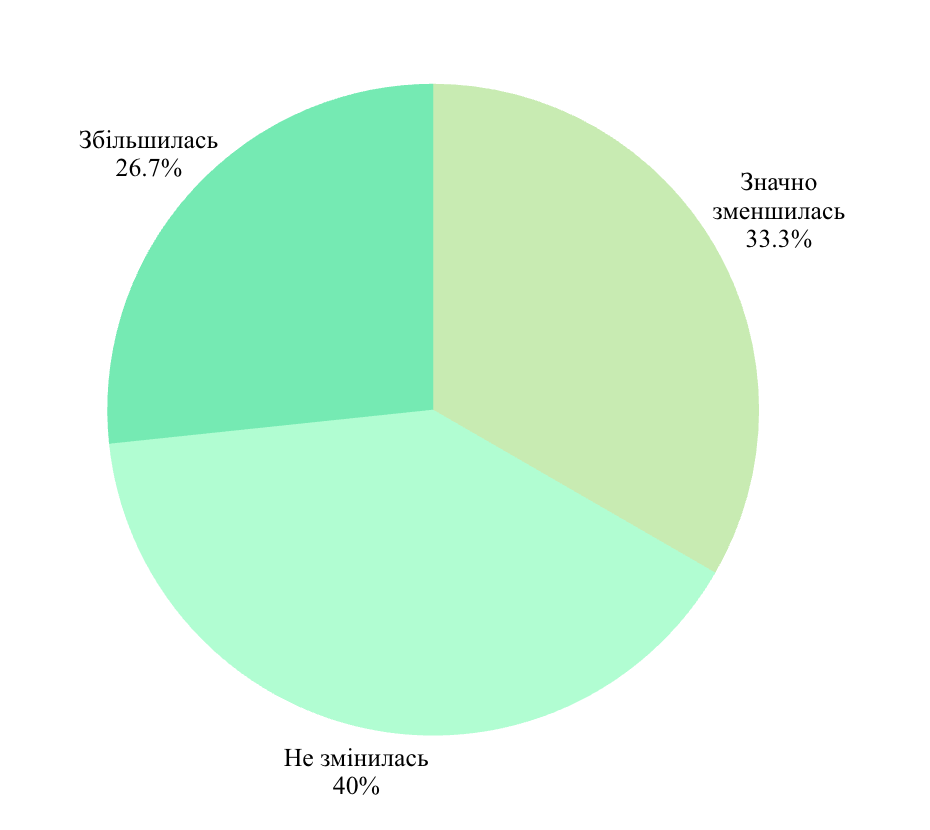 Збільшилась
26.7%
Значно
зменшилась
33.3%
Не змінилась
40%